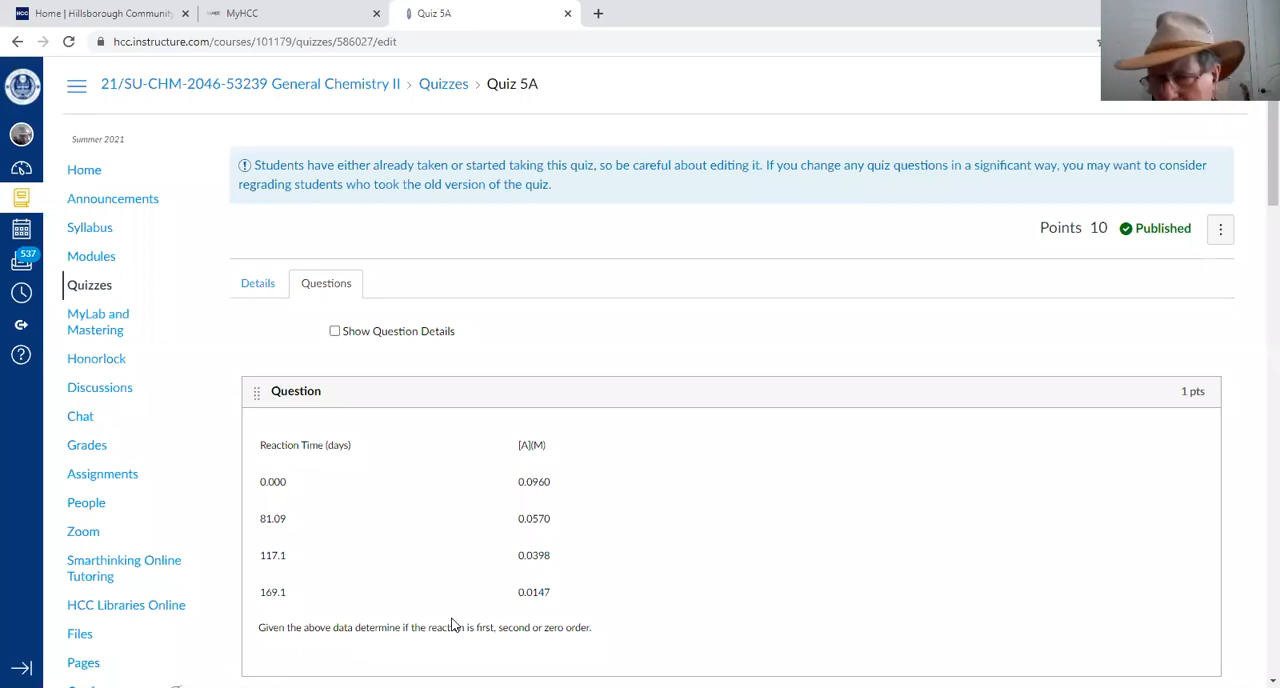 Home | Hillsborough Community
MyHCC
Quiz 5A
hcc.instructure.com/courses/101179/quizzes/586027/edit
21/SU-CHM-2046-53239 General Chemistry II › Quizzes › Quiz 5A
Summer 2021
Home
Announcements
Syllabus
Modules
Quizzes
MyLab and
Mastering
Honorlock
Discussions
Chat
Grades
Assignments
People
Zoom
Smarthinking Online
Tutoring
HCC Libraries Online
Files
Pages
537
Students have either already taken or started taking this quiz, so be careful about editing it. If you change any quiz questions in a significant way, you may want to consider
regrading students who took the old version of the quiz.
Points 10 Published
Details Questions
Show Question Details
Question 1 pts
Reaction Time (days) [A](M)
0.000 0.0960
81.09 0.0570
117.1 0.0398
169.1 0.0147
Given the above data determine if the reaction is first, second or zero order.